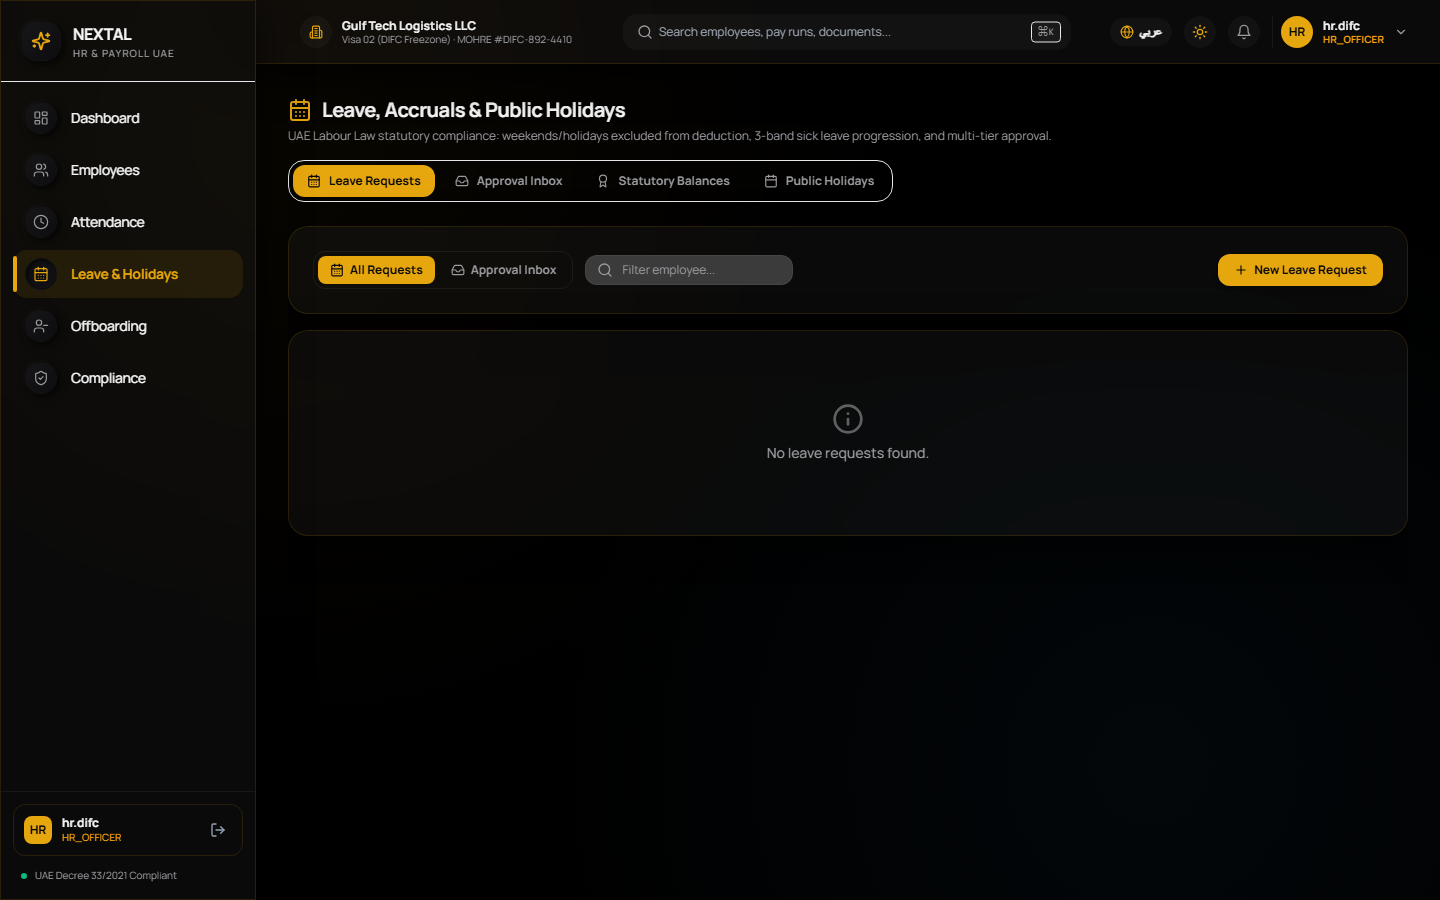 NEXTAL
HR & PAYROLL UAE
Gulf Tech Logistics LLC
Visa 02 (DIFC Freezone) · MOHRE #DIFC-892-4410
Search employees, pay runs, documents...
⌘K
عربي
HR
hr.difc
HR_OFFICER
Dashboard
Employees
Attendance
Leave & Holidays
Offboarding
Compliance
Leave, Accruals & Public Holidays
UAE Labour Law statutory compliance: weekends/holidays excluded from deduction, 3-band sick leave progression, and multi-tier approval.
Leave Requests
Approval Inbox
Statutory Balances
Public Holidays
All Requests
Approval Inbox
Filter employee...
+ New Leave Request
No leave requests found.
HR
hr.difc
HR_OFFICER
UAE Decree 33/2021 Compliant